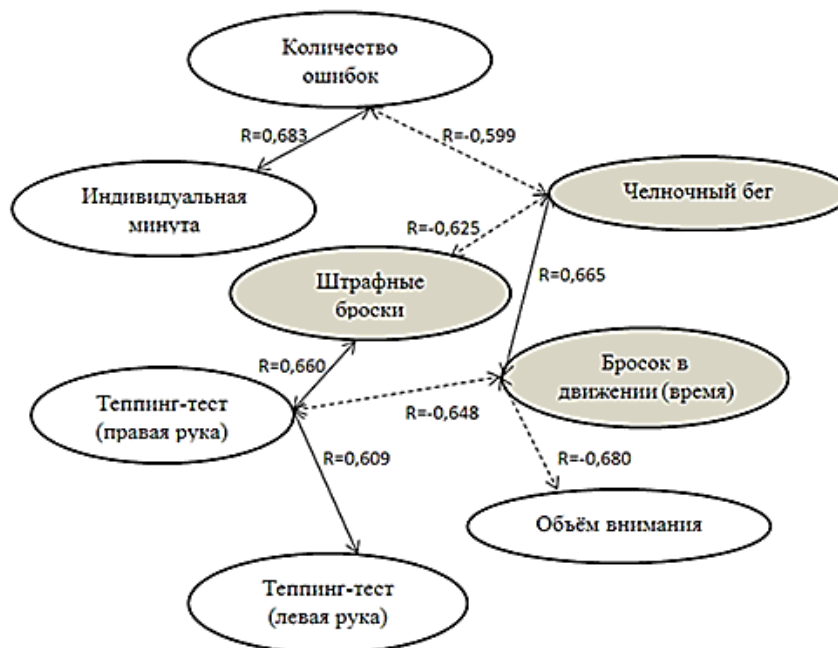 Количество
ошибок
R=0,683
R=-0,599
Индивидуальная
минута
Челночный бег
R=-0,625
Штрафные
броски
R=0,665
R=0,660
Бросок в
движении (время)
Теппинг-тест
(правая рука)
R=-0,648
R=0,609
R=-0,680
Объём внимания
Теппинг-тест
(левая рука)